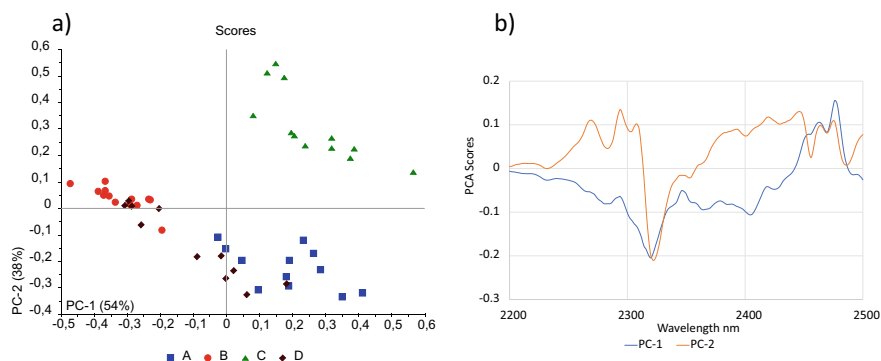 a)
Scores
0,6
0,5
0,4
0,3
0,2
0,1
0
-0,1
-0,2
-0,3
-0,4
PC-2 (38%)
PC-1 (54%)
-0,5 -0,4 -0,3 -0,2 -0,1 0 0,1 0,2 0,3 0,4 0,5 0,6
A B C D
b)
0.2
0.1
0
-0.1
-0.2
-0.3
PCA Scores
2200 2300 2400 2500
Wavelength nm
PC-1 PC-2